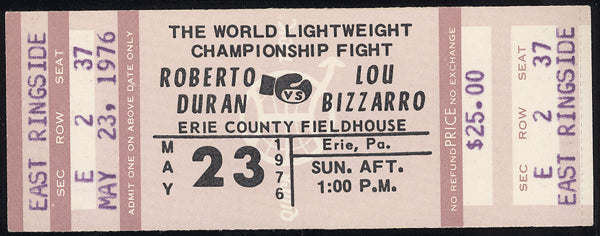 EAST RINGSIDE
SEC ROW SEAT
E 2 37
MAY 23, 1976
ADMIT ONE ON ABOVE DATE ONLY
THE WORLD LIGHTWEIGHT
CHAMPIONSHIP FIGHT
ROBERTO VS LOU
DURAN BIZZARRO
ERIE COUNTY FIELDHOUSE
MAY 23 1976
Erie, Pa.
SUN. AFT.
1:00 P.M.
NO REFUND PRICE NO EXCHANGE
$25.00
EAST RINGSIDE
SEC ROW SEAT
E 2 37